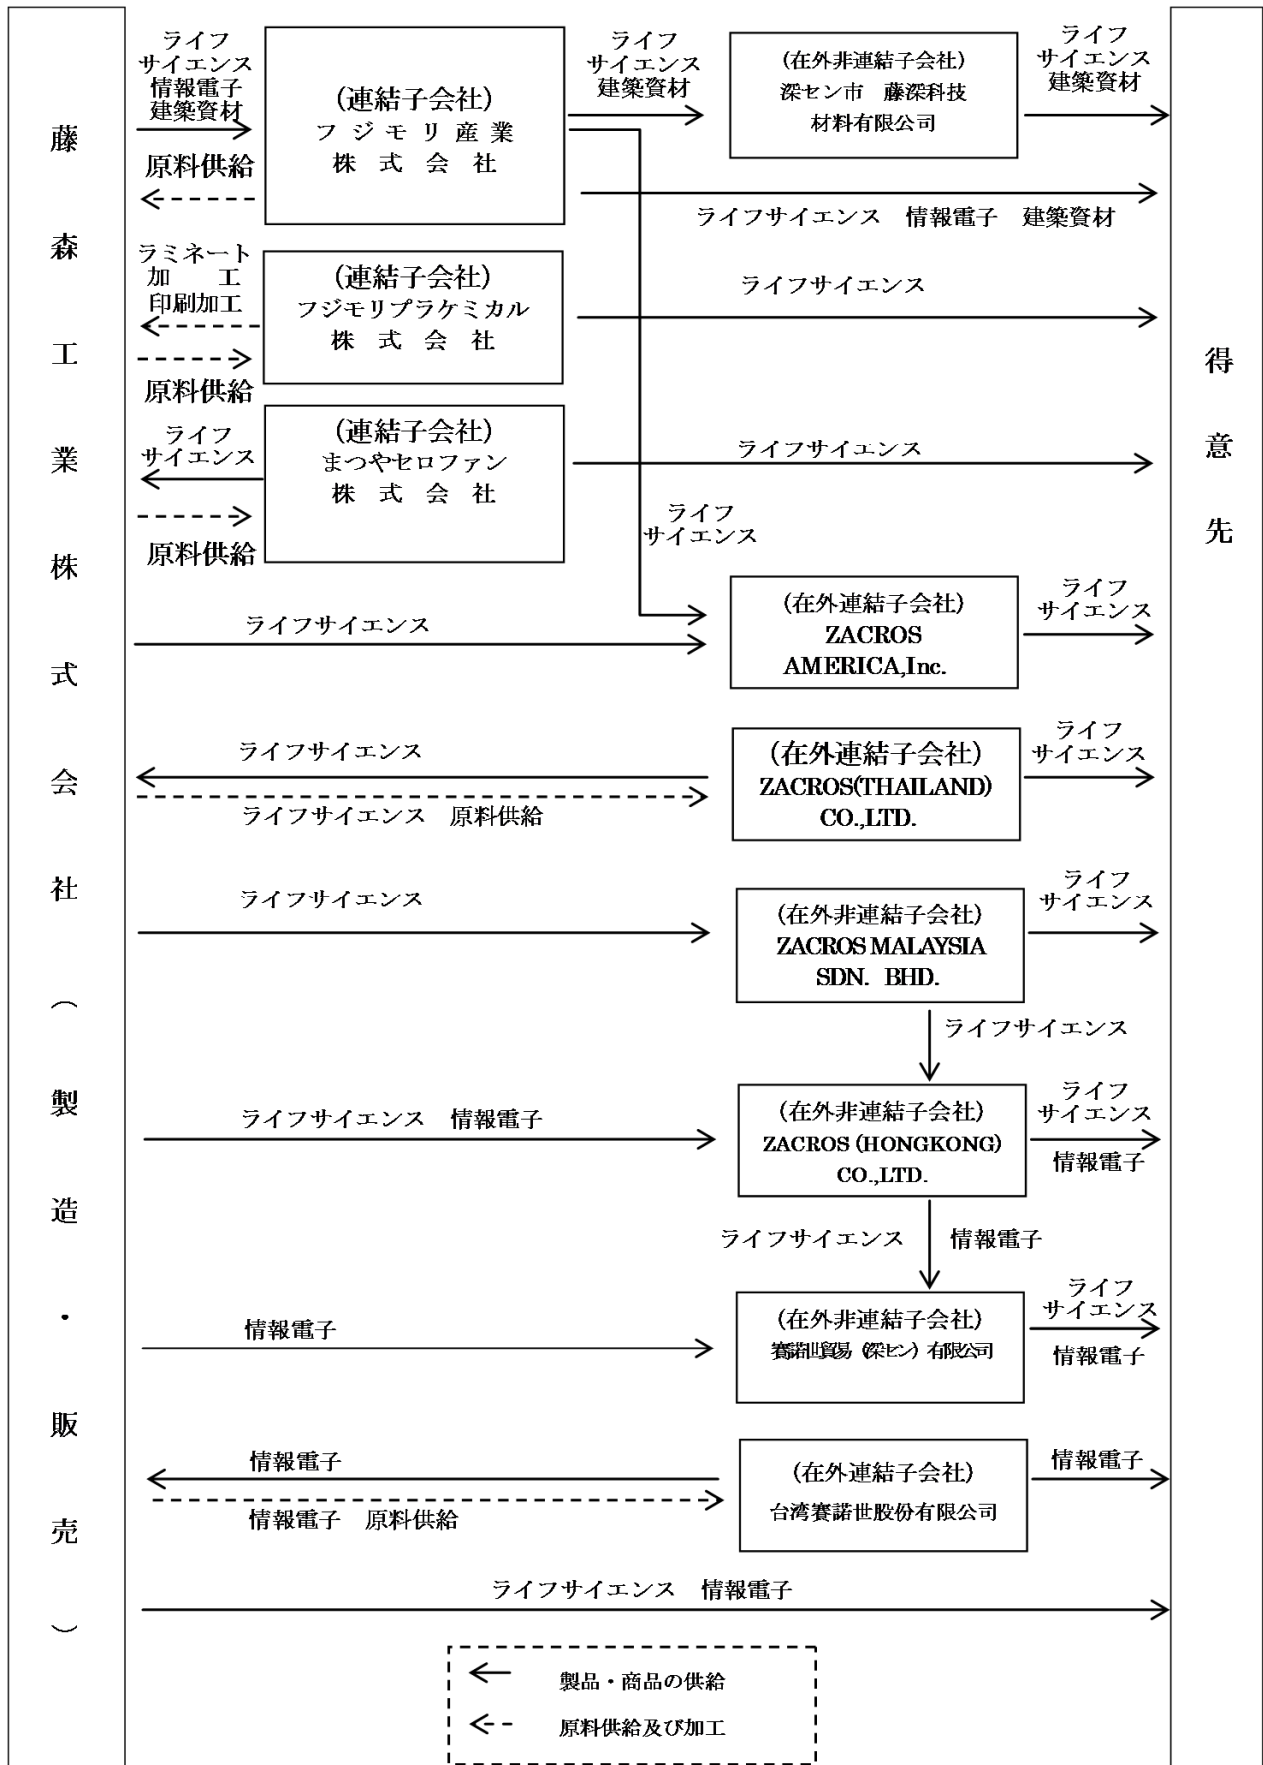 藤森工業株式会社（製造・販売）
ライフ
サイエンス
情報電子
建築資材
原料供給
(連結子会社)
フジモリ産業
株式会社
ライフ
サイエンス
建築資材
(在外非連結子会社)
深セン市　藤深科技
材料有限公司
ライフ
サイエンス
建築資材
ライフサイエンス　情報電子　建築資材
ラミネート
加　工
印刷加工
原料供給
(連結子会社)
フジモリプラケミカル
株式会社
ライフサイエンス
ライフ
サイエンス
原料供給
(連結子会社)
まつやセロファン
株式会社
ライフサイエンス
ライフ
サイエンス
ライフサイエンス
(在外連結子会社)
ZACROS
AMERICA,Inc.
ライフ
サイエンス
ライフサイエンス
ライフサイエンス　原料供給
(在外連結子会社)
ZACROS(THAILAND)
CO.,LTD.
ライフ
サイエンス
ライフサイエンス
(在外非連結子会社)
ZACROS MALAYSIA
SDN. BHD.
ライフ
サイエンス
ライフサイエンス
ライフサイエンス　情報電子
(在外非連結子会社)
ZACROS (HONGKONG)
CO.,LTD.
ライフ
サイエンス
情報電子
ライフサイエンス　情報電子
情報電子
(在外非連結子会社)
賽諾世貿易（深セン）有限公司
ライフ
サイエンス
情報電子
情報電子
情報電子　原料供給
(在外連結子会社)
台湾賽諾世股份有限公司
情報電子
ライフサイエンス　情報電子
得意先
製品・商品の供給
原料供給及び加工